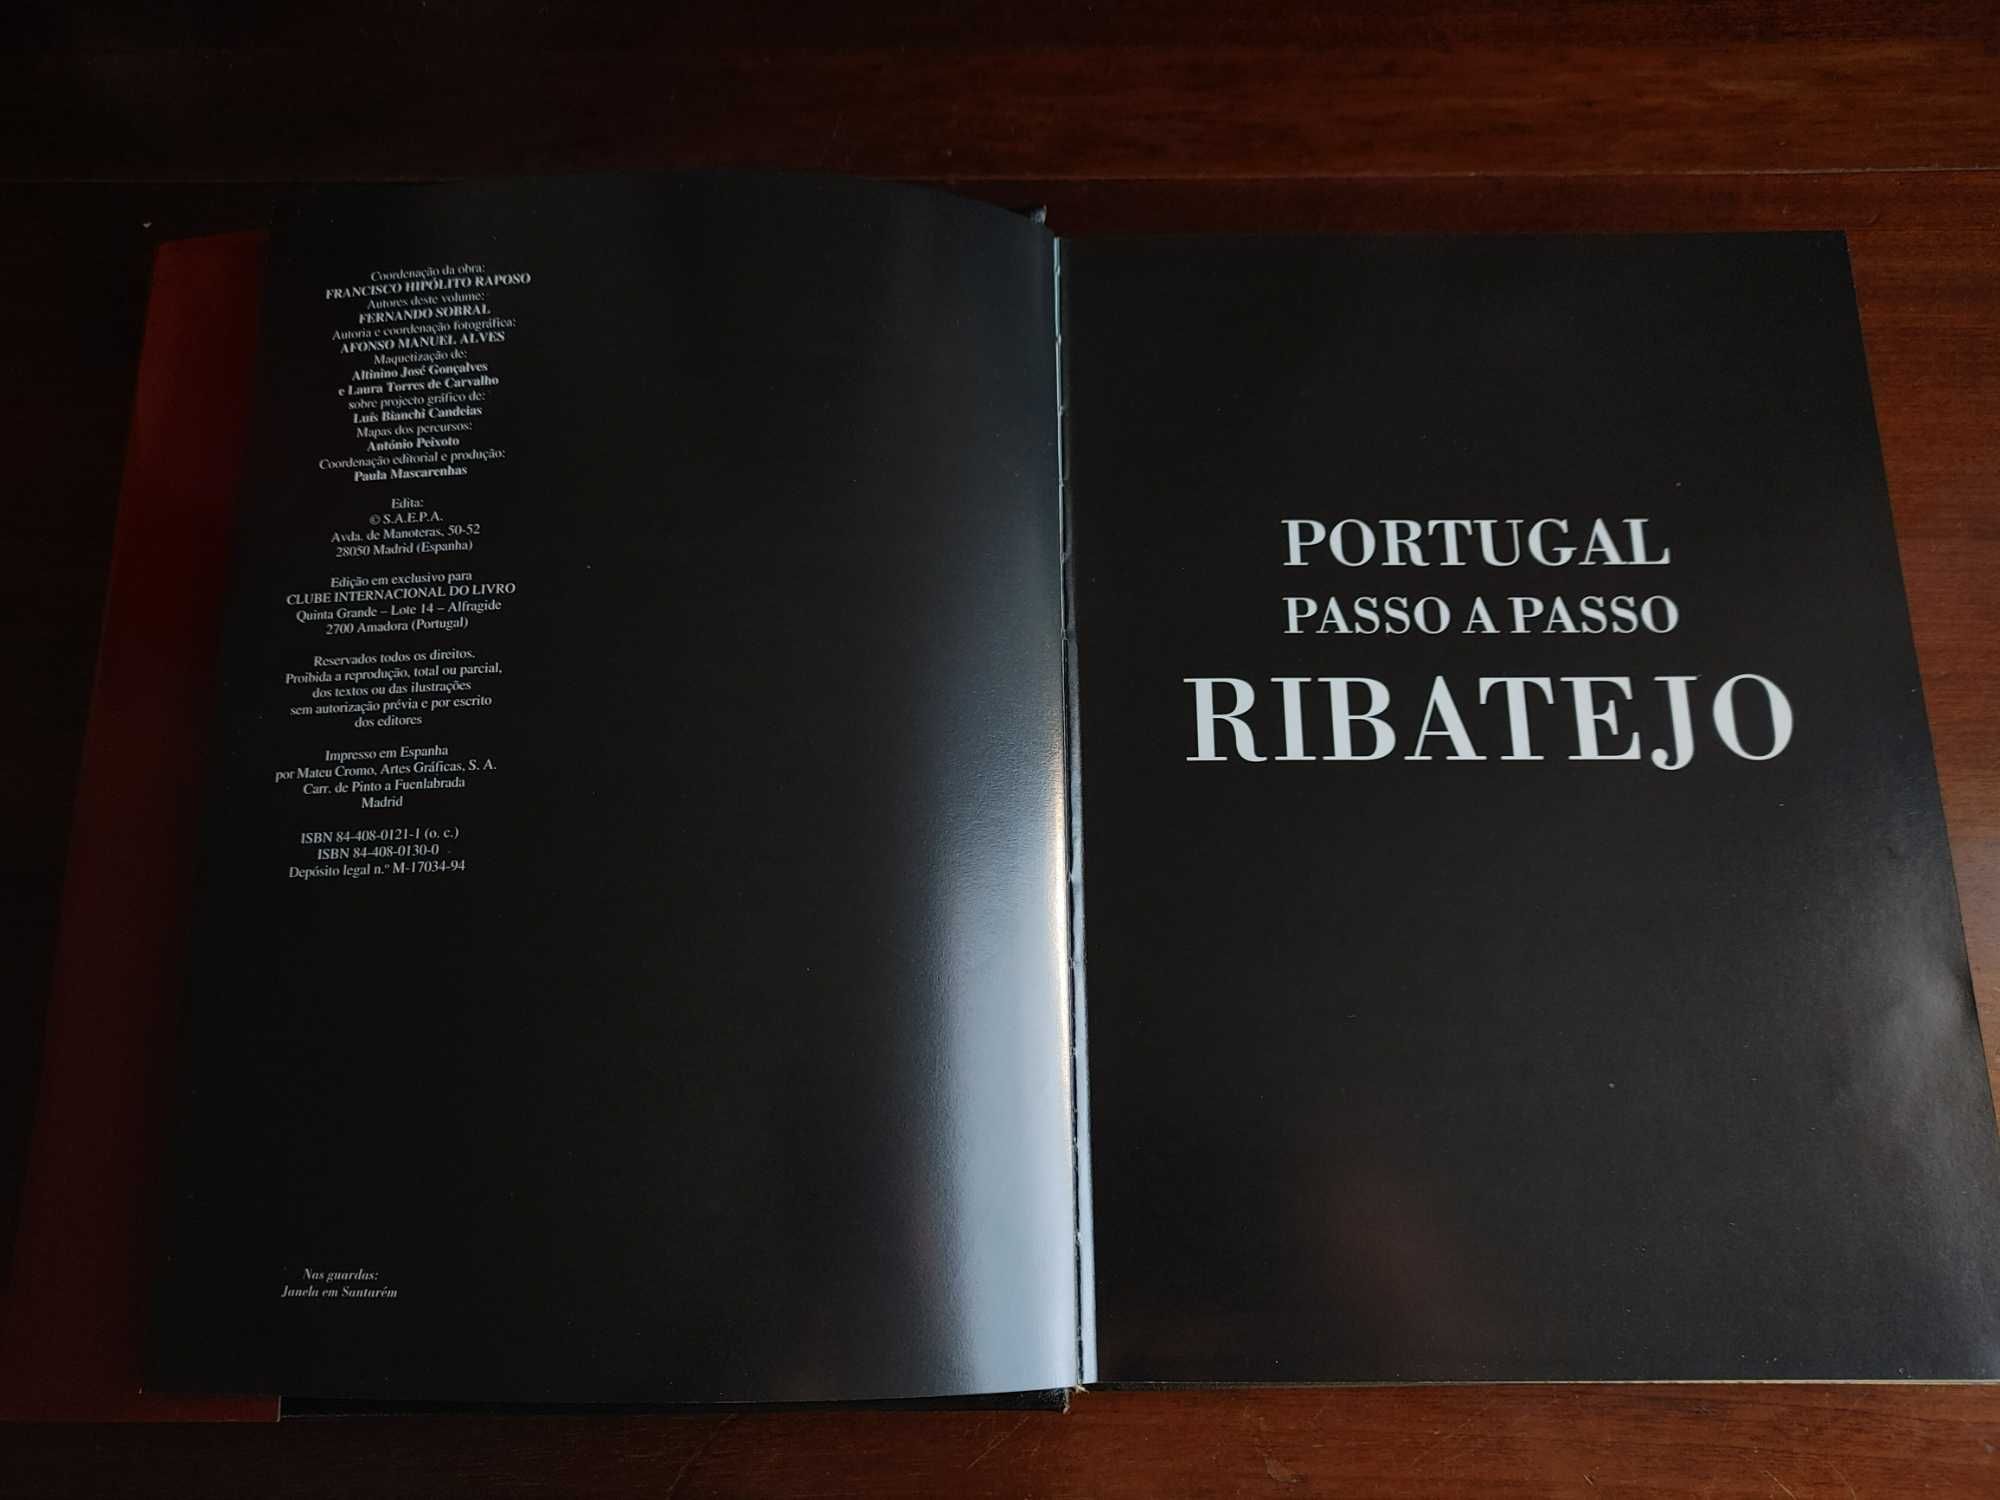 Coordenação da obra:
FRANCISCO HIPÓLITO RAPOSO
Autores deste volume:
FERNANDO SOBRAL
Autoria e coordenação fotográfica:
AFONSO MANUEL ALVES
Maquetização de:
Altinino José Gonçalves
e Laura Torres de Carvalho
sobre projecto gráfico de:
Luís Bianchi Candeias
Mapas dos percursos:
António Peixoto
Coordenação editorial e produção:
Paula Mascarenhas
Edita:
© S.A.E.P.A.
Avda. de Manoteras, 50-52
28050 Madrid (Espanha)
Edição em exclusivo para
CLUBE INTERNACIONAL DO LIVRO
Quinta Grande – Lote 14 – Alfragide
2700 Amadora (Portugal)
Reservados todos os direitos.
Proibida a reprodução, total ou parcial,
dos textos ou das ilustrações
sem autorização prévia e por escrito
dos editores
Impresso em Espanha
por Mateu Cromo, Artes Gráficas, S. A.
Carr. de Pinto a Fuenlabrada
Madrid
ISBN 84-408-0121-1 (o. c.)
ISBN 84-408-0130-0
Depósito legal n.º M-17034-94
Nas guardas:
Janela em Santarém
PORTUGAL
PASSO A PASSO
RIBATEJO